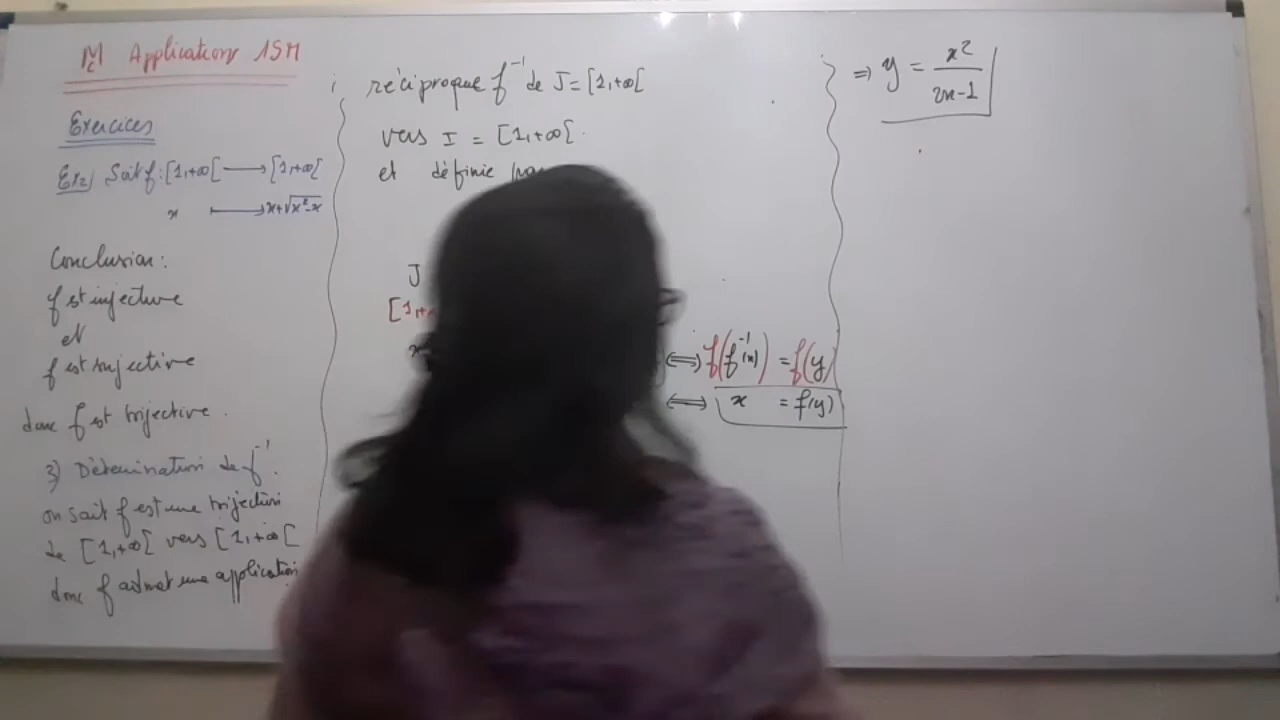 Applications 1SM
Exercices
Ex2) Soit f: [1,+∞[ ⟶ [1,+∞[
x ⟼ x+√x²-x
Conclusion:
f est injective
et
f est surjective
donc f est bijective.
3) Détermination de f⁻¹.
on sait f est une bijection
de [1,+∞[ vers [1,+∞[
donc f admet une application
réciproque f⁻¹ de J = [1,+∞[
vers I = [1,+∞[.
et définie
J
[1,+
x
⟺ f(f⁻¹(x)) = f(y)
⟺ x = f(y)
⇒ y = x²/(2x-1)